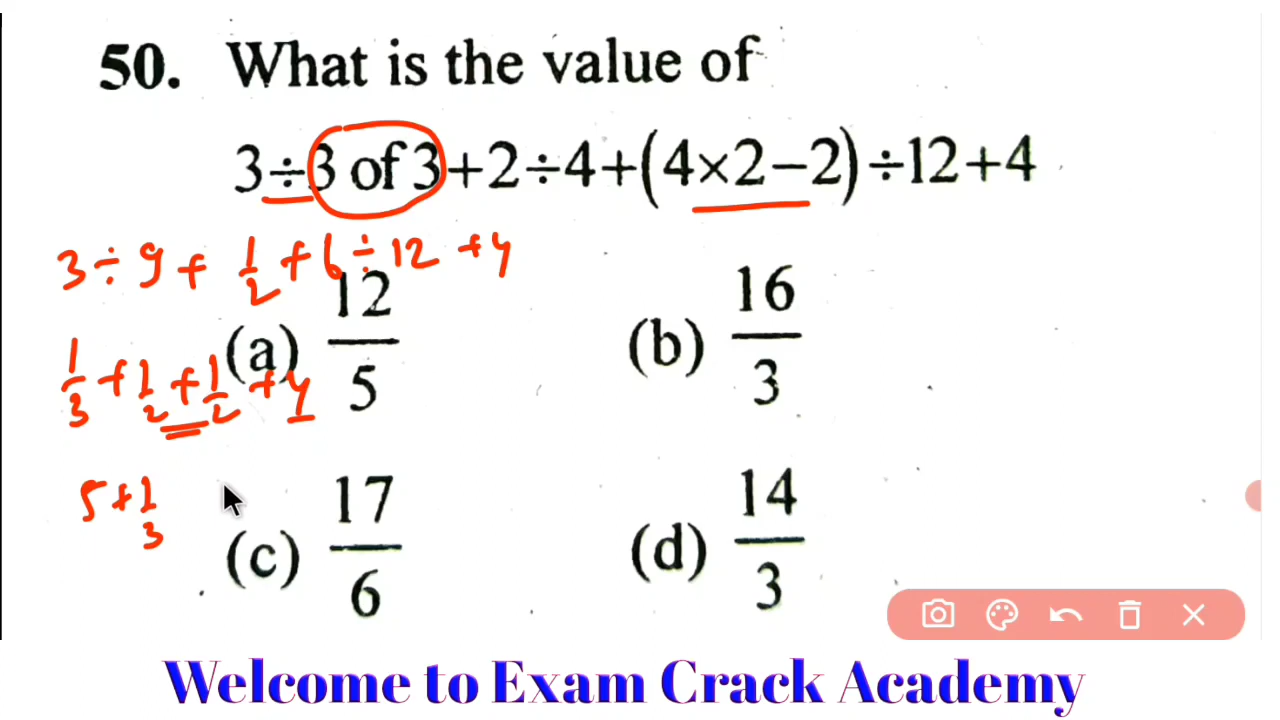 50. What is the value of
3÷3 of 3+2÷4+(4×2−2)÷12+4
3 ÷ 9 + 1/2 + 6 ÷ 12 + 4
(a) 12/5
(b) 16/3
1/3 + 1/2 + 1/2 + 4
5 + 1/3
(c) 17/6
(d) 14/3
Welcome to Exam Crack Academy